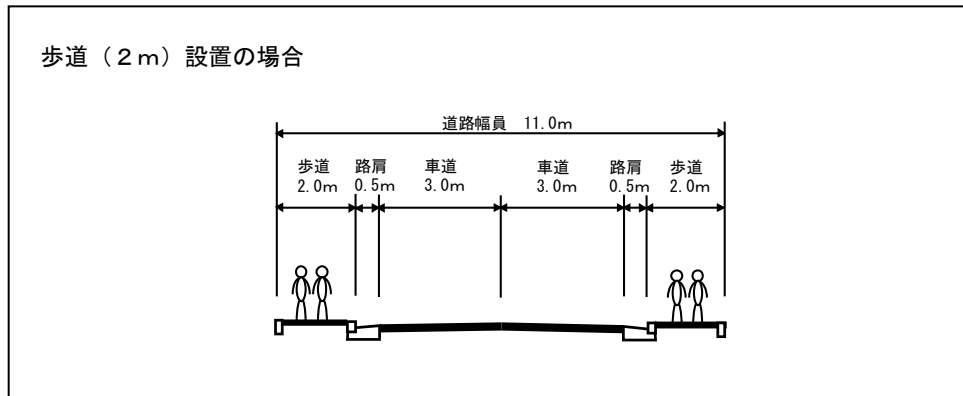 歩道（２ｍ）設置の場合
道路幅員　11.0m
歩道
2.0m
路肩
0.5m
車道
3.0m
車道
3.0m
路肩
0.5m
歩道
2.0m